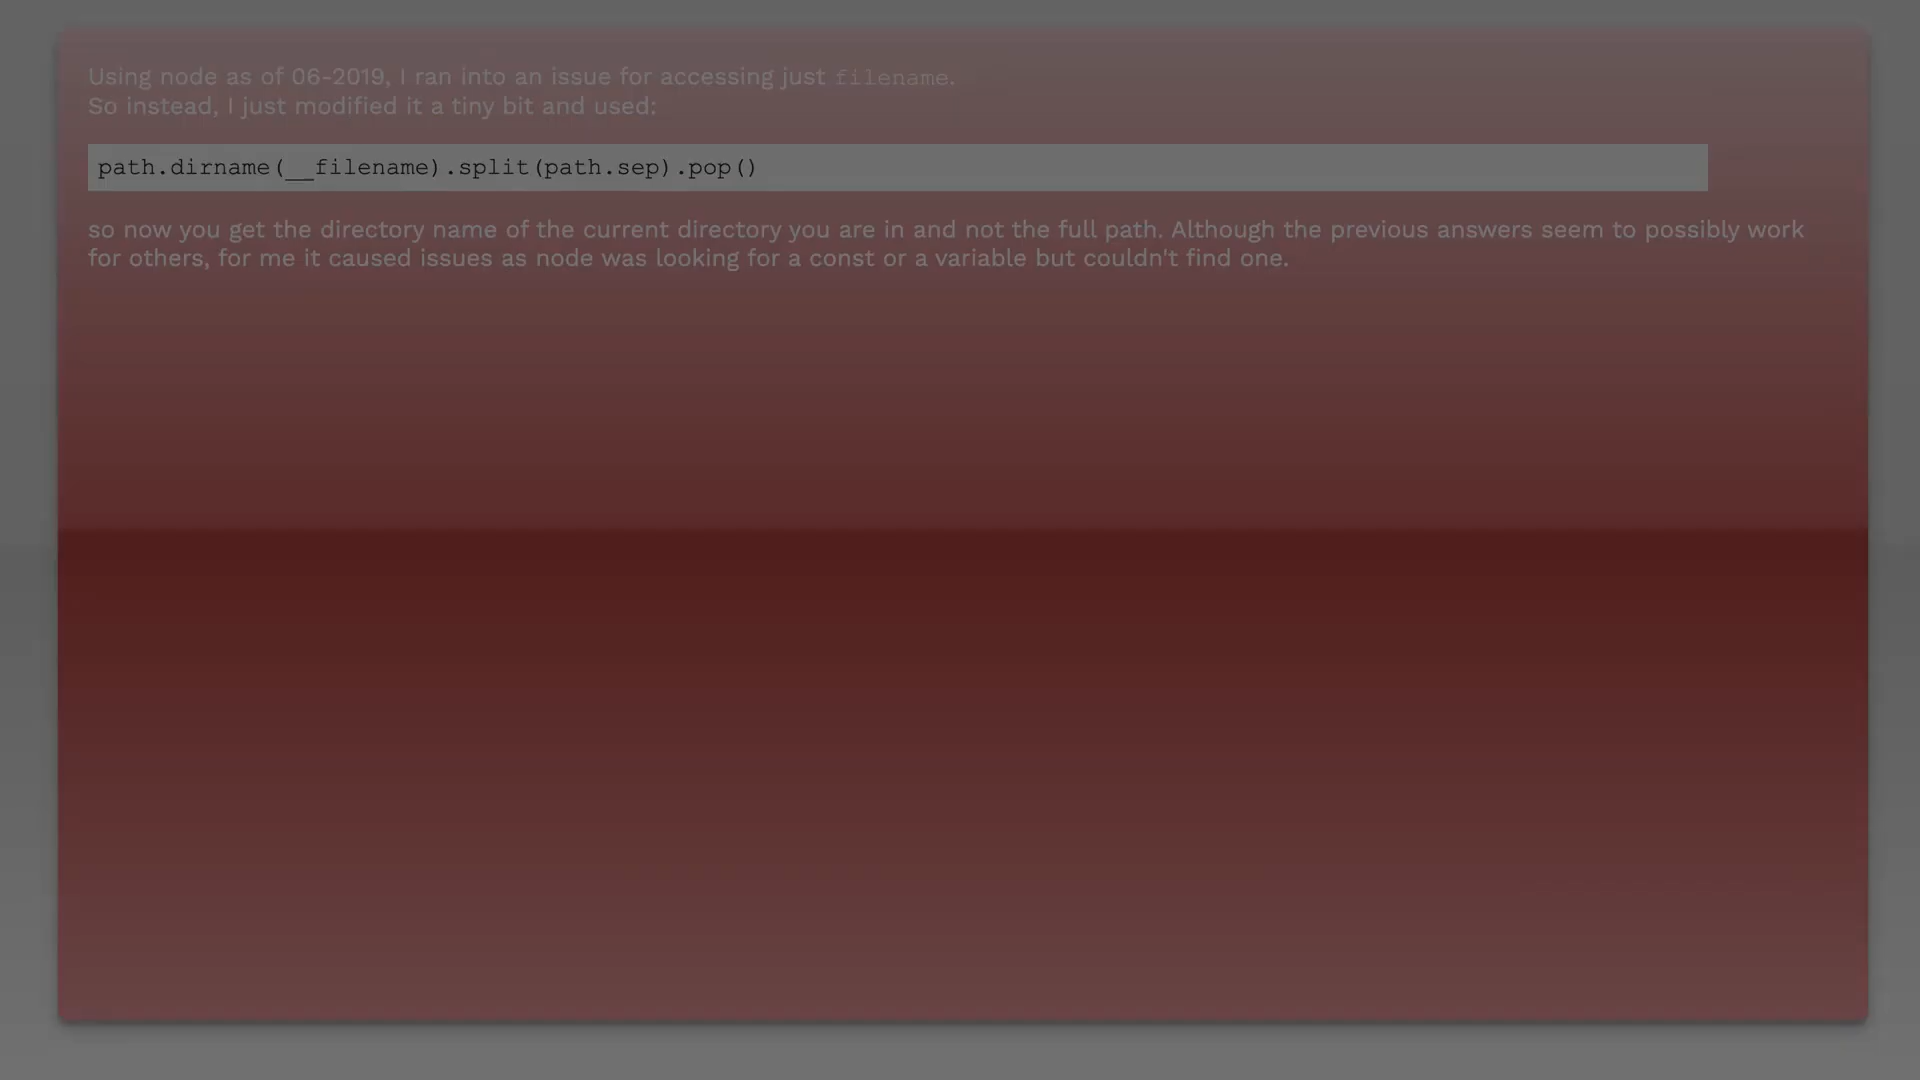 Using node as of 06-2019, I ran into an issue for accessing just filename.
So instead, I just modified it a tiny bit and used:
path.dirname(__filename).split(path.sep).pop()
so now you get the directory name of the current directory you are in and not the full path. Although the previous answers seem to possibly work
for others, for me it caused issues as node was looking for a const or a variable but couldn't find one.